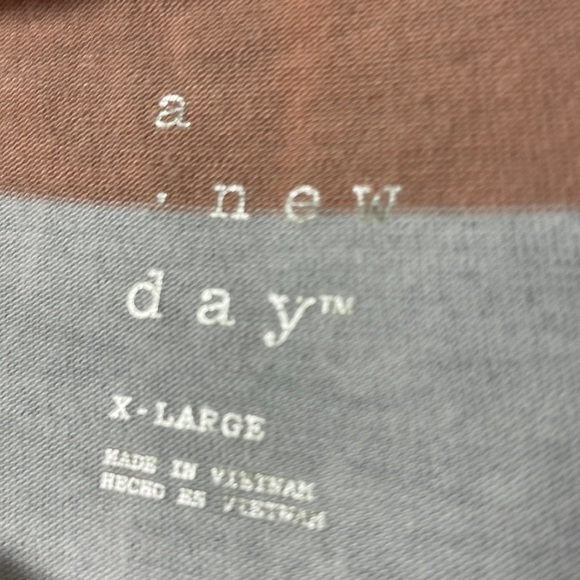 a
new
day™
X-LARGE
MADE IN VIETNAM
HECHO EN VIETNAM